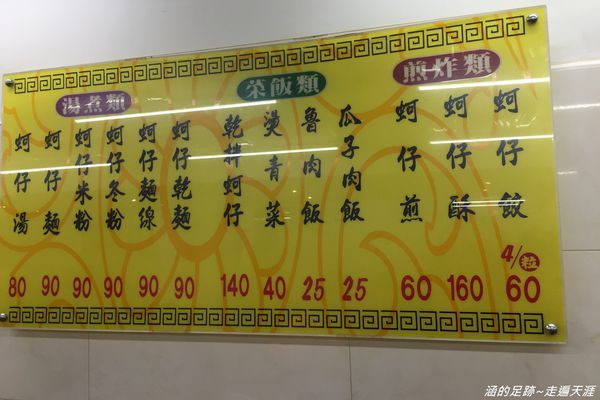 湯煮類
蚵仔湯 80
蚵仔麵 90
蚵仔米粉 90
蚵仔冬粉 90
蚵仔麵線 90
蚵仔乾麵 90
菜飯類
乾拌蚵仔 140
燙青菜 40
魯肉飯 25
瓜子肉飯 25
煎炸類
蚵仔煎 60
蚵仔酥 160
蚵仔餃 4/粒 60
涵的足跡~走遍天涯